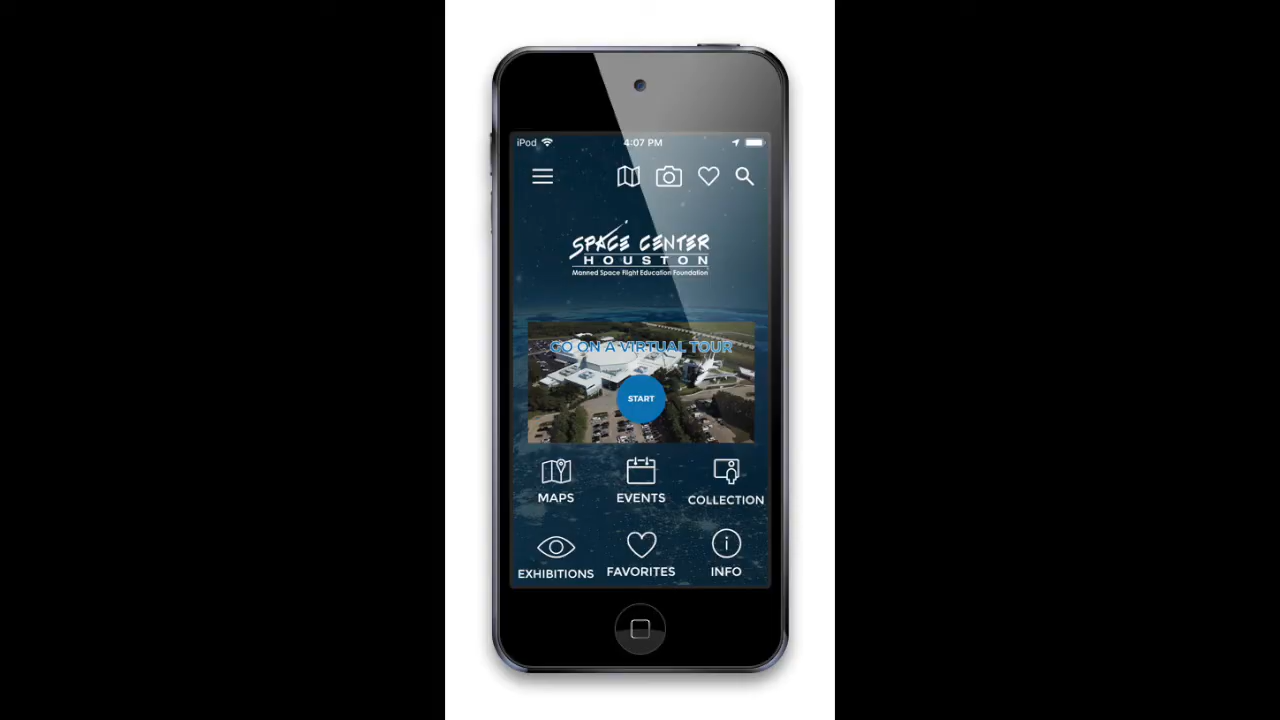 iPod 4:07 PM
SPACE CENTER
HOUSTON
Manned Space Flight Education Foundation
GO ON A VIRTUAL TOUR
START
MAPS EVENTS COLLECTION
EXHIBITIONS FAVORITES INFO